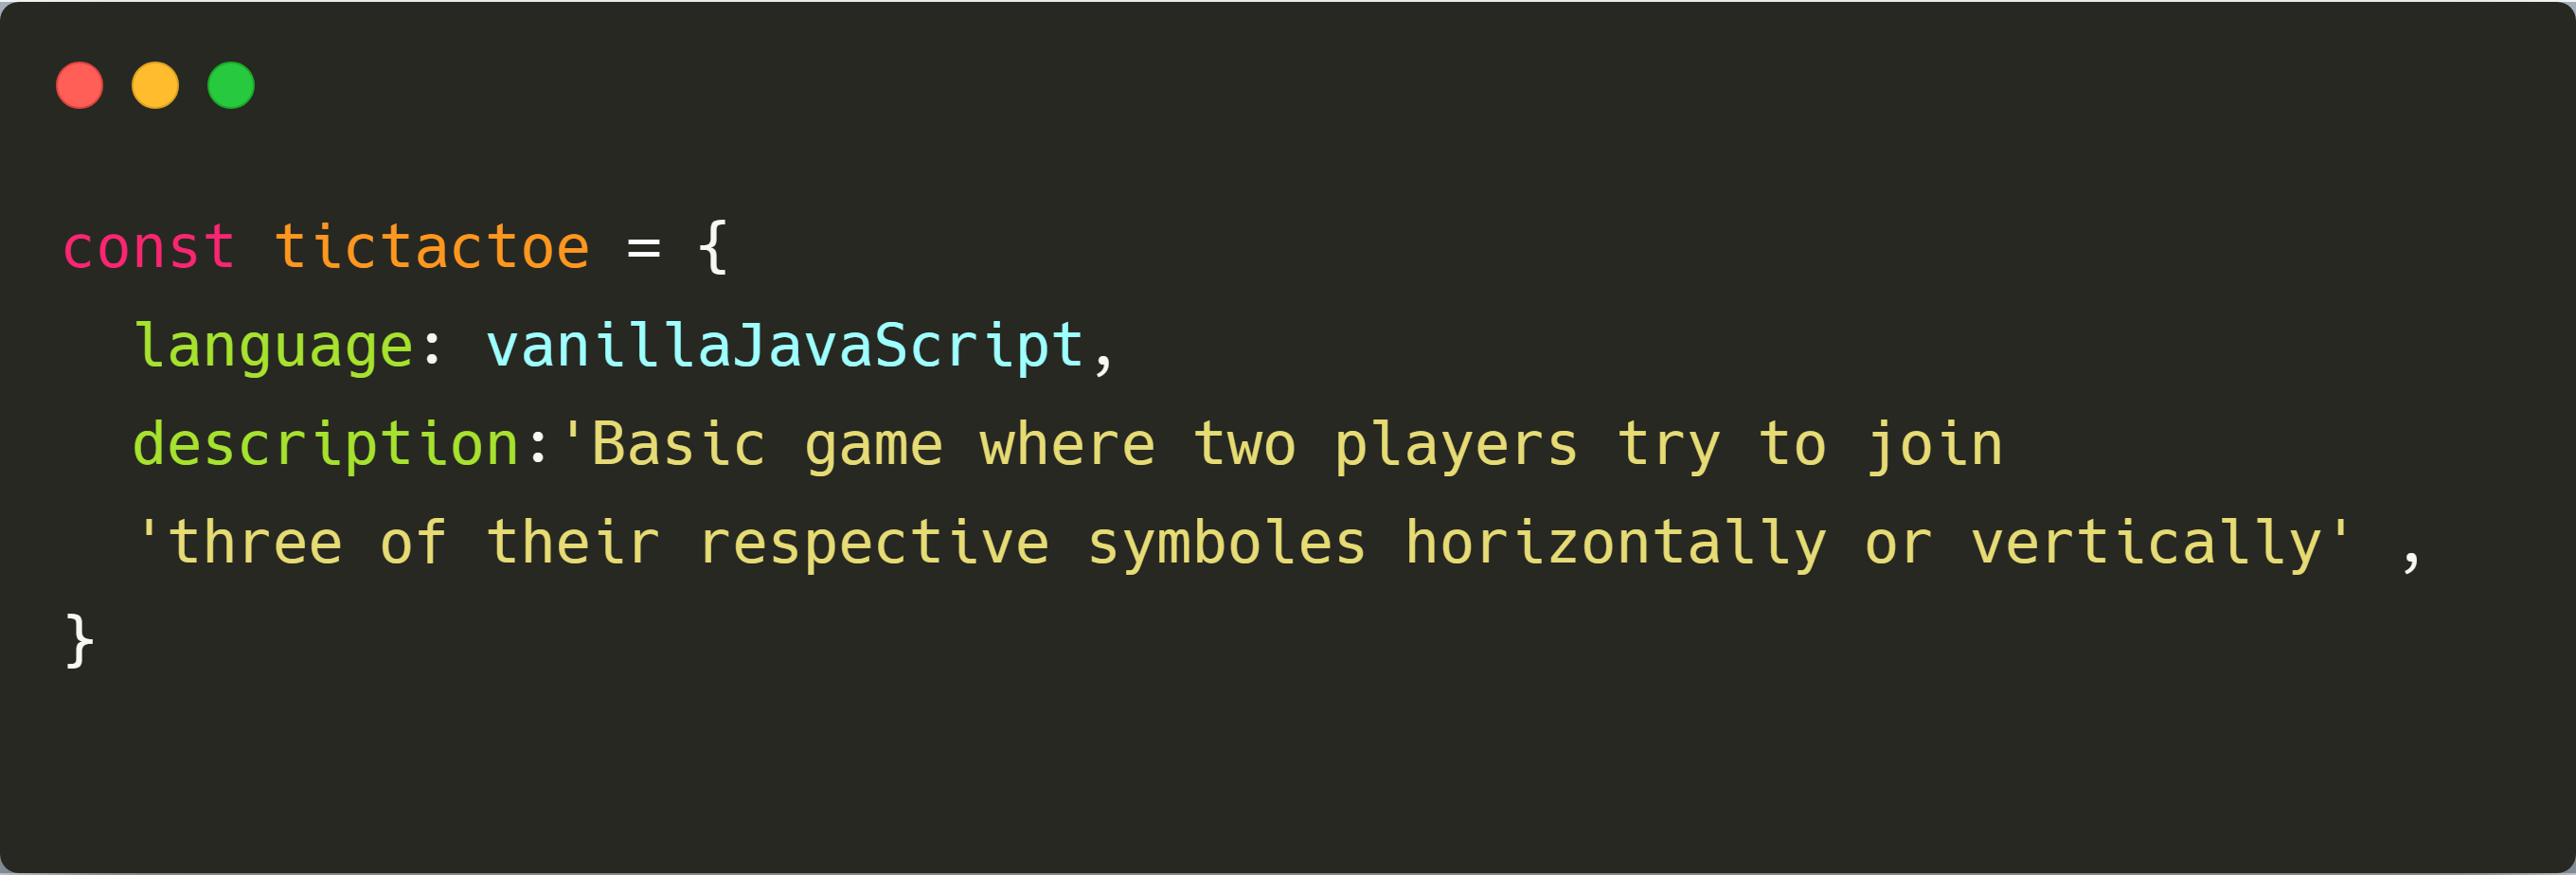 const tictactoe = {
language: vanillaJavaScript,
description:'Basic game where two players try to join
'three of their respective symboles horizontally or vertically' ,
}